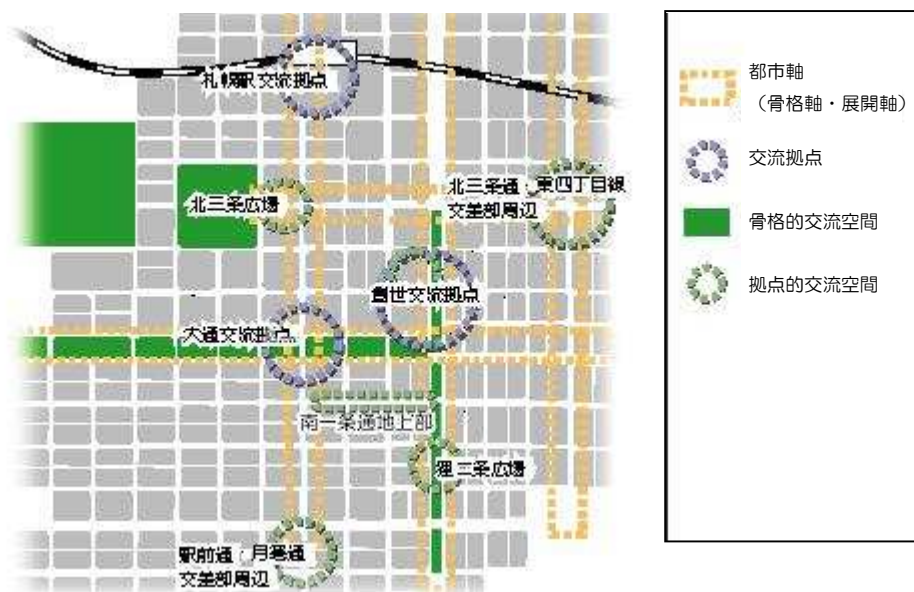 札幌駅交流拠点
北三条広場
北三条通・東四丁目線
交差部周辺
創世交流拠点
大通交流拠点
南一条通地上部
狸二条広場
駅前通・月寒通
交差部周辺
都市軸
（骨格軸・展開軸）
交流拠点
骨格的交流空間
拠点的交流空間